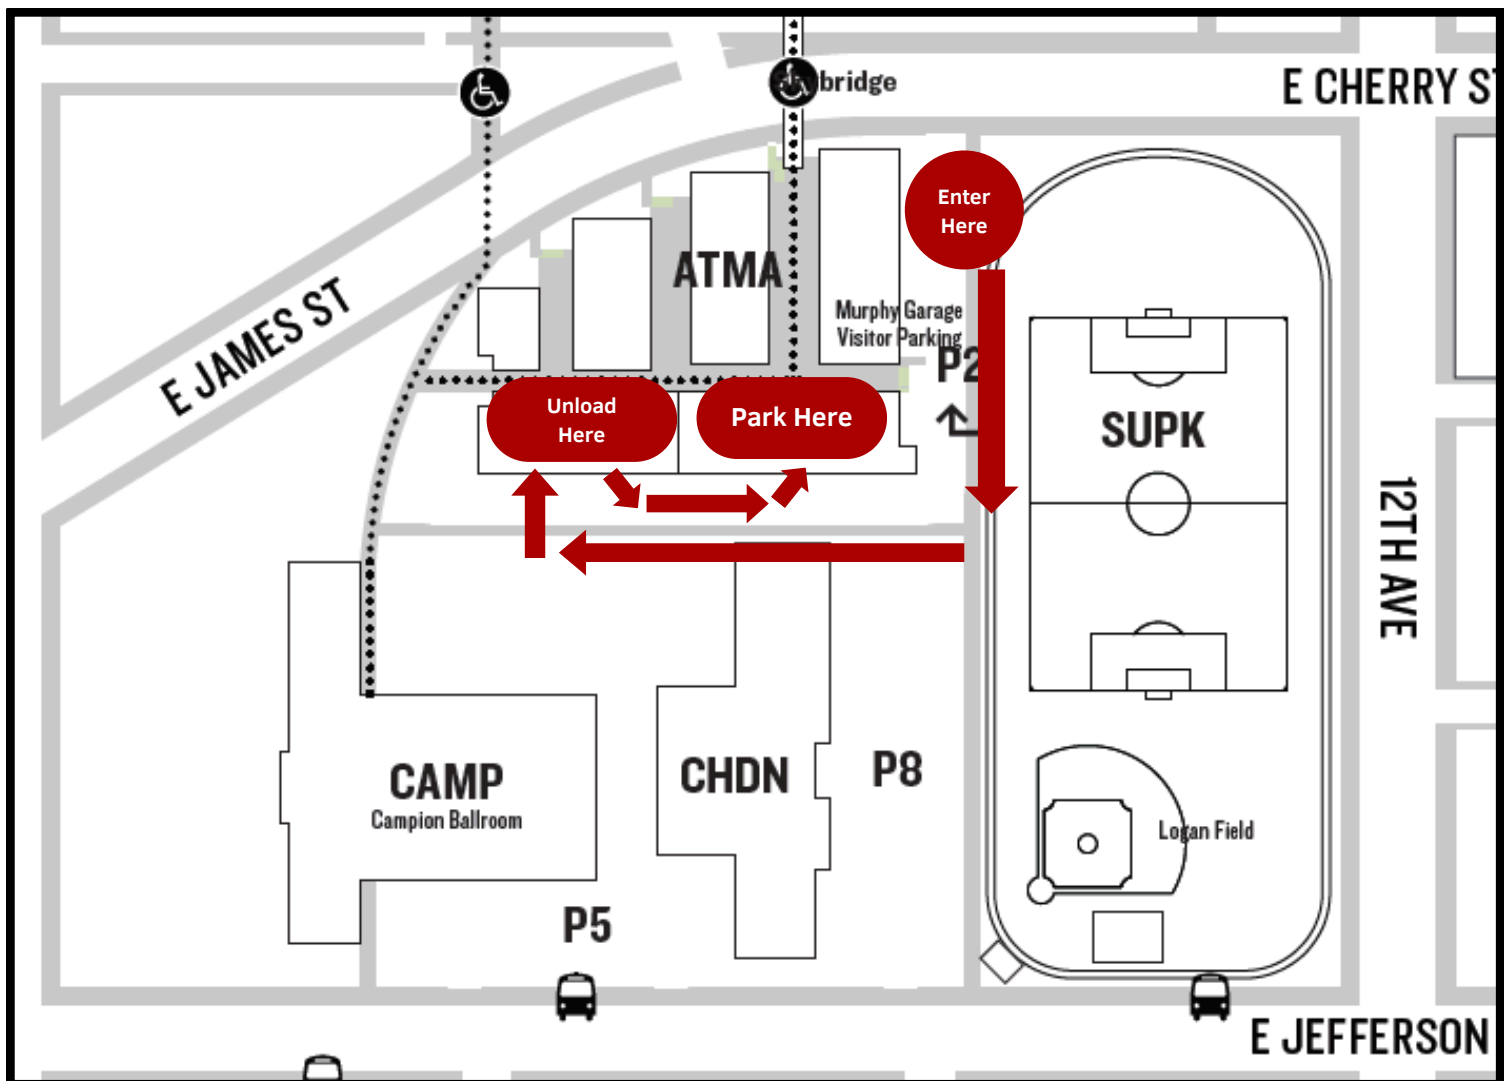 bridge
E CHERRY ST
Enter
Here
ATMA
E JAMES ST
Murphy Garage
Visitor Parking
P2
Unload
Here
Park Here
SUPK
12TH AVE
CAMP
Campion Ballroom
CHDN
P8
Logan Field
P5
E JEFFERSON